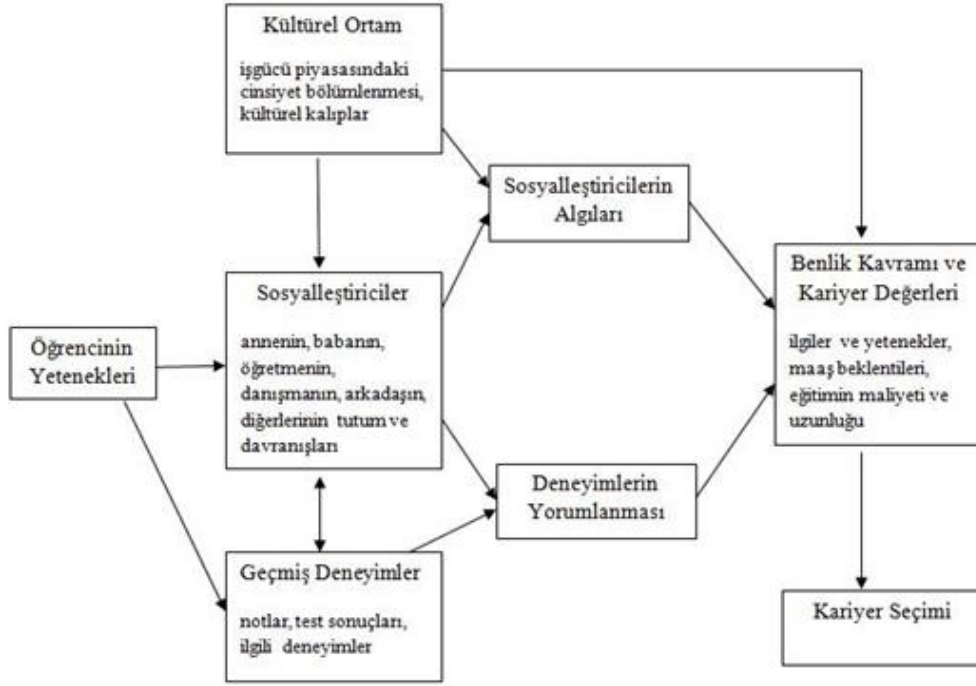 Kültürel Ortam
işgücü piyasasındaki
cinsiyet bölümlenmesi,
kültürel kalıplar
Sosyalleştiricilerin
Algıları
Benlik Kavramı ve
Kariyer Değerleri
ilgiler ve yetenekler,
maaş beklentileri,
eğitimin maliyeti ve
uzunluğu
Sosyalleştiriciler
annenin, babanın,
öğretmenin,
danışmanın, arkadaşın,
diğerlerinin tutum ve
davranışları
Öğrencinin
Yetenekleri
Deneyimlerin
Yorumlanması
Geçmiş Deneyimler
notlar, test sonuçları,
ilgili deneyimler
Kariyer Seçimi